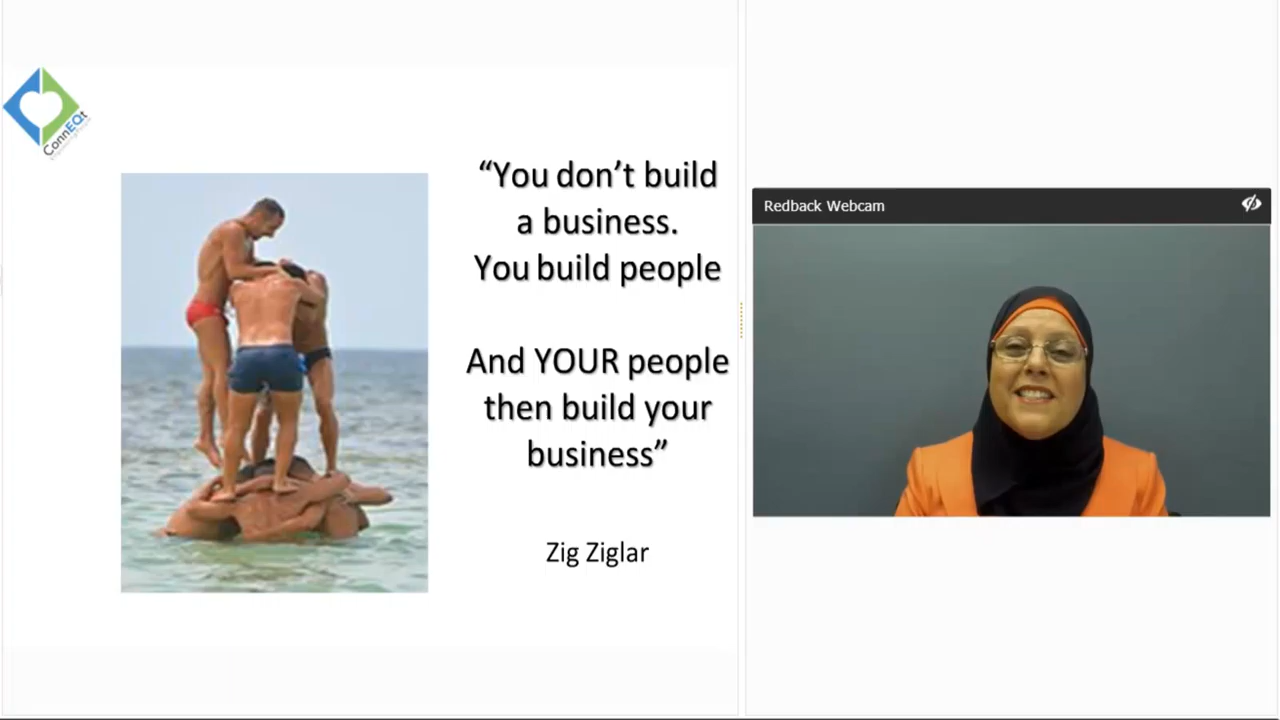 ConnEQt
“You don’t build
a business.
You build people
And YOUR people
then build your
business”
Zig Ziglar
Redback Webcam